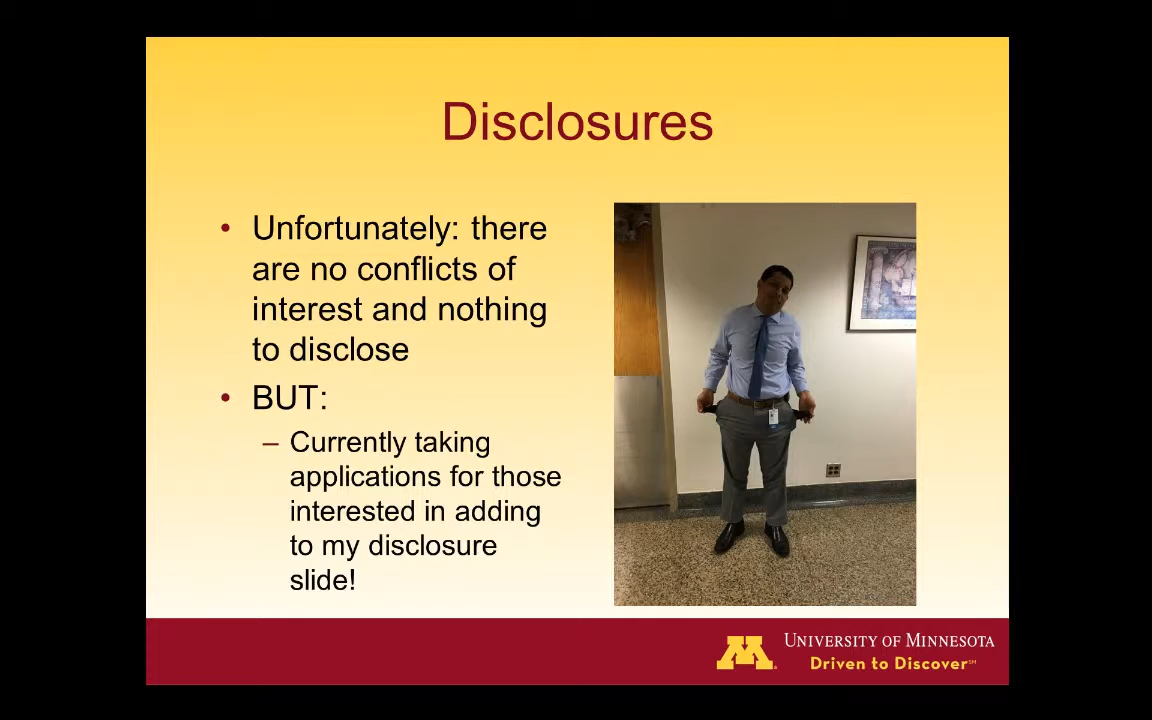 Disclosures
• Unfortunately: there
are no conflicts of
interest and nothing
to disclose
• BUT:
– Currently taking
applications for those
interested in adding
to my disclosure
slide!
M
UNIVERSITY OF MINNESOTA
Driven to Discover℠